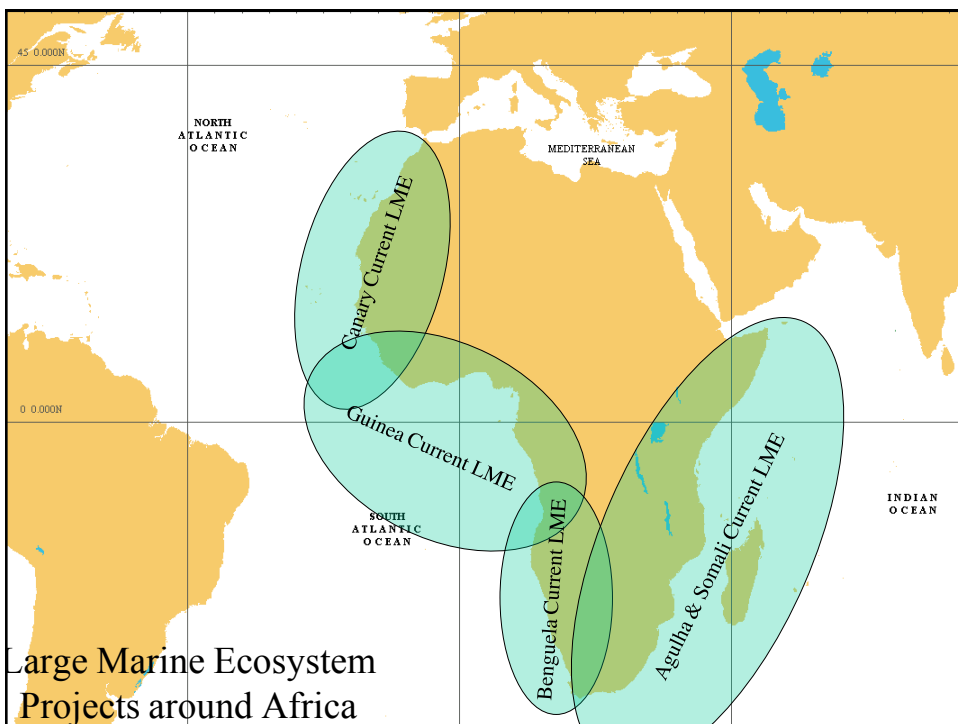 45 0.000N
NORTH
ATLANTIC
OCEAN
MEDITERRANEAN
SEA
Canary Current LME
0 0.000N
Guinea Current LME
Benguela Current LME
Agulha & Somali Current LME
INDIAN
OCEAN
SOUTH
ATLANTIC
OCEAN
Large Marine Ecosystem
Projects around Africa